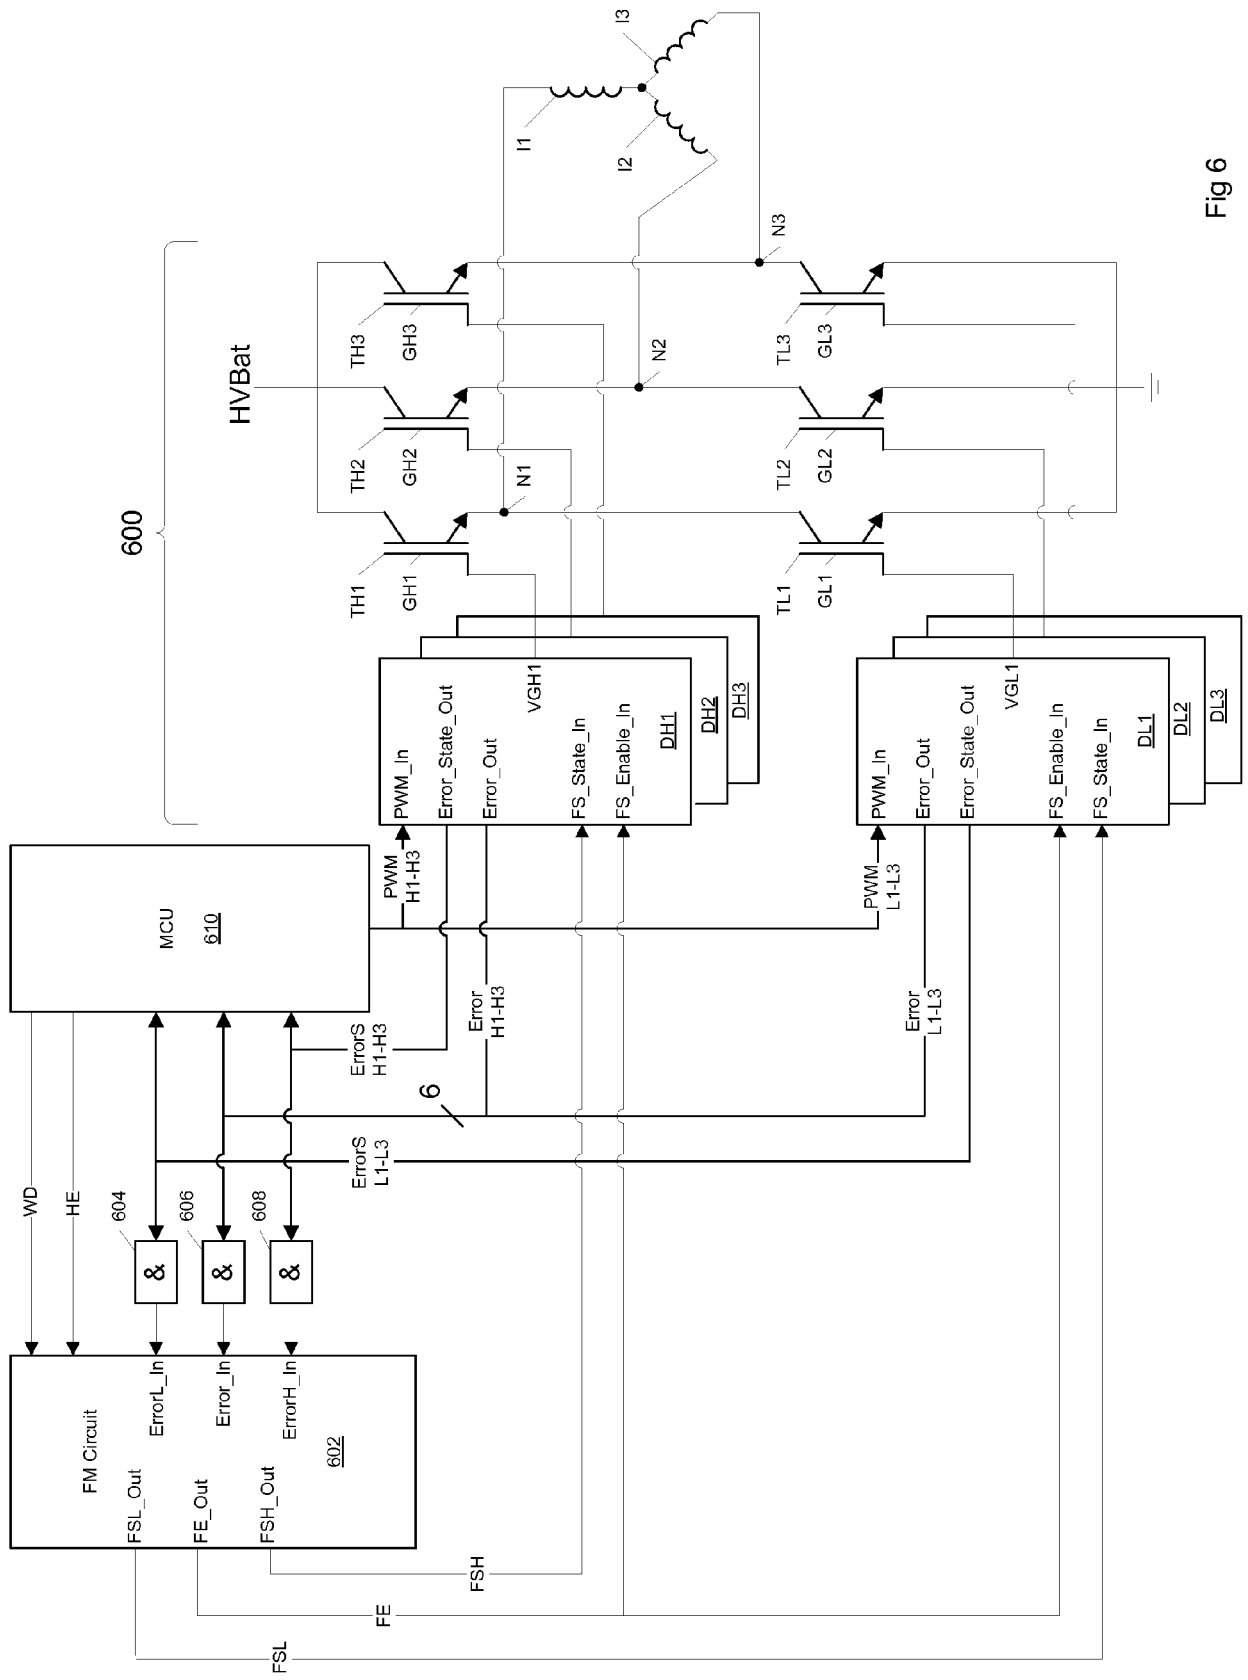 600
HVBat
FM Circuit
602
FSL_Out
FE_Out
FSH_Out
ErrorL_In
Error_In
ErrorH_In
WD
HE
604
606
608
&
&
&
MCU
610
ErrorS
L1-L3
ErrorS
H1-H3
6
Error
H1-H3
Error
L1-L3
PWM
H1-H3
PWM
L1-L3
FSL
FE
FSH
PWM_In
Error_State_Out
Error_Out
VGH1
FS_State_In
FS_Enable_In
DH1
DH2
DH3
PWM_In
Error_Out
Error_State_Out
VGL1
FS_Enable_In
FS_State_In
DL1
DL2
DL3
TH1
GH1
TH2
GH2
TH3
GH3
N1
N2
N3
TL1
GL1
TL2
GL2
TL3
GL3
I1
I2
I3
Fig 6